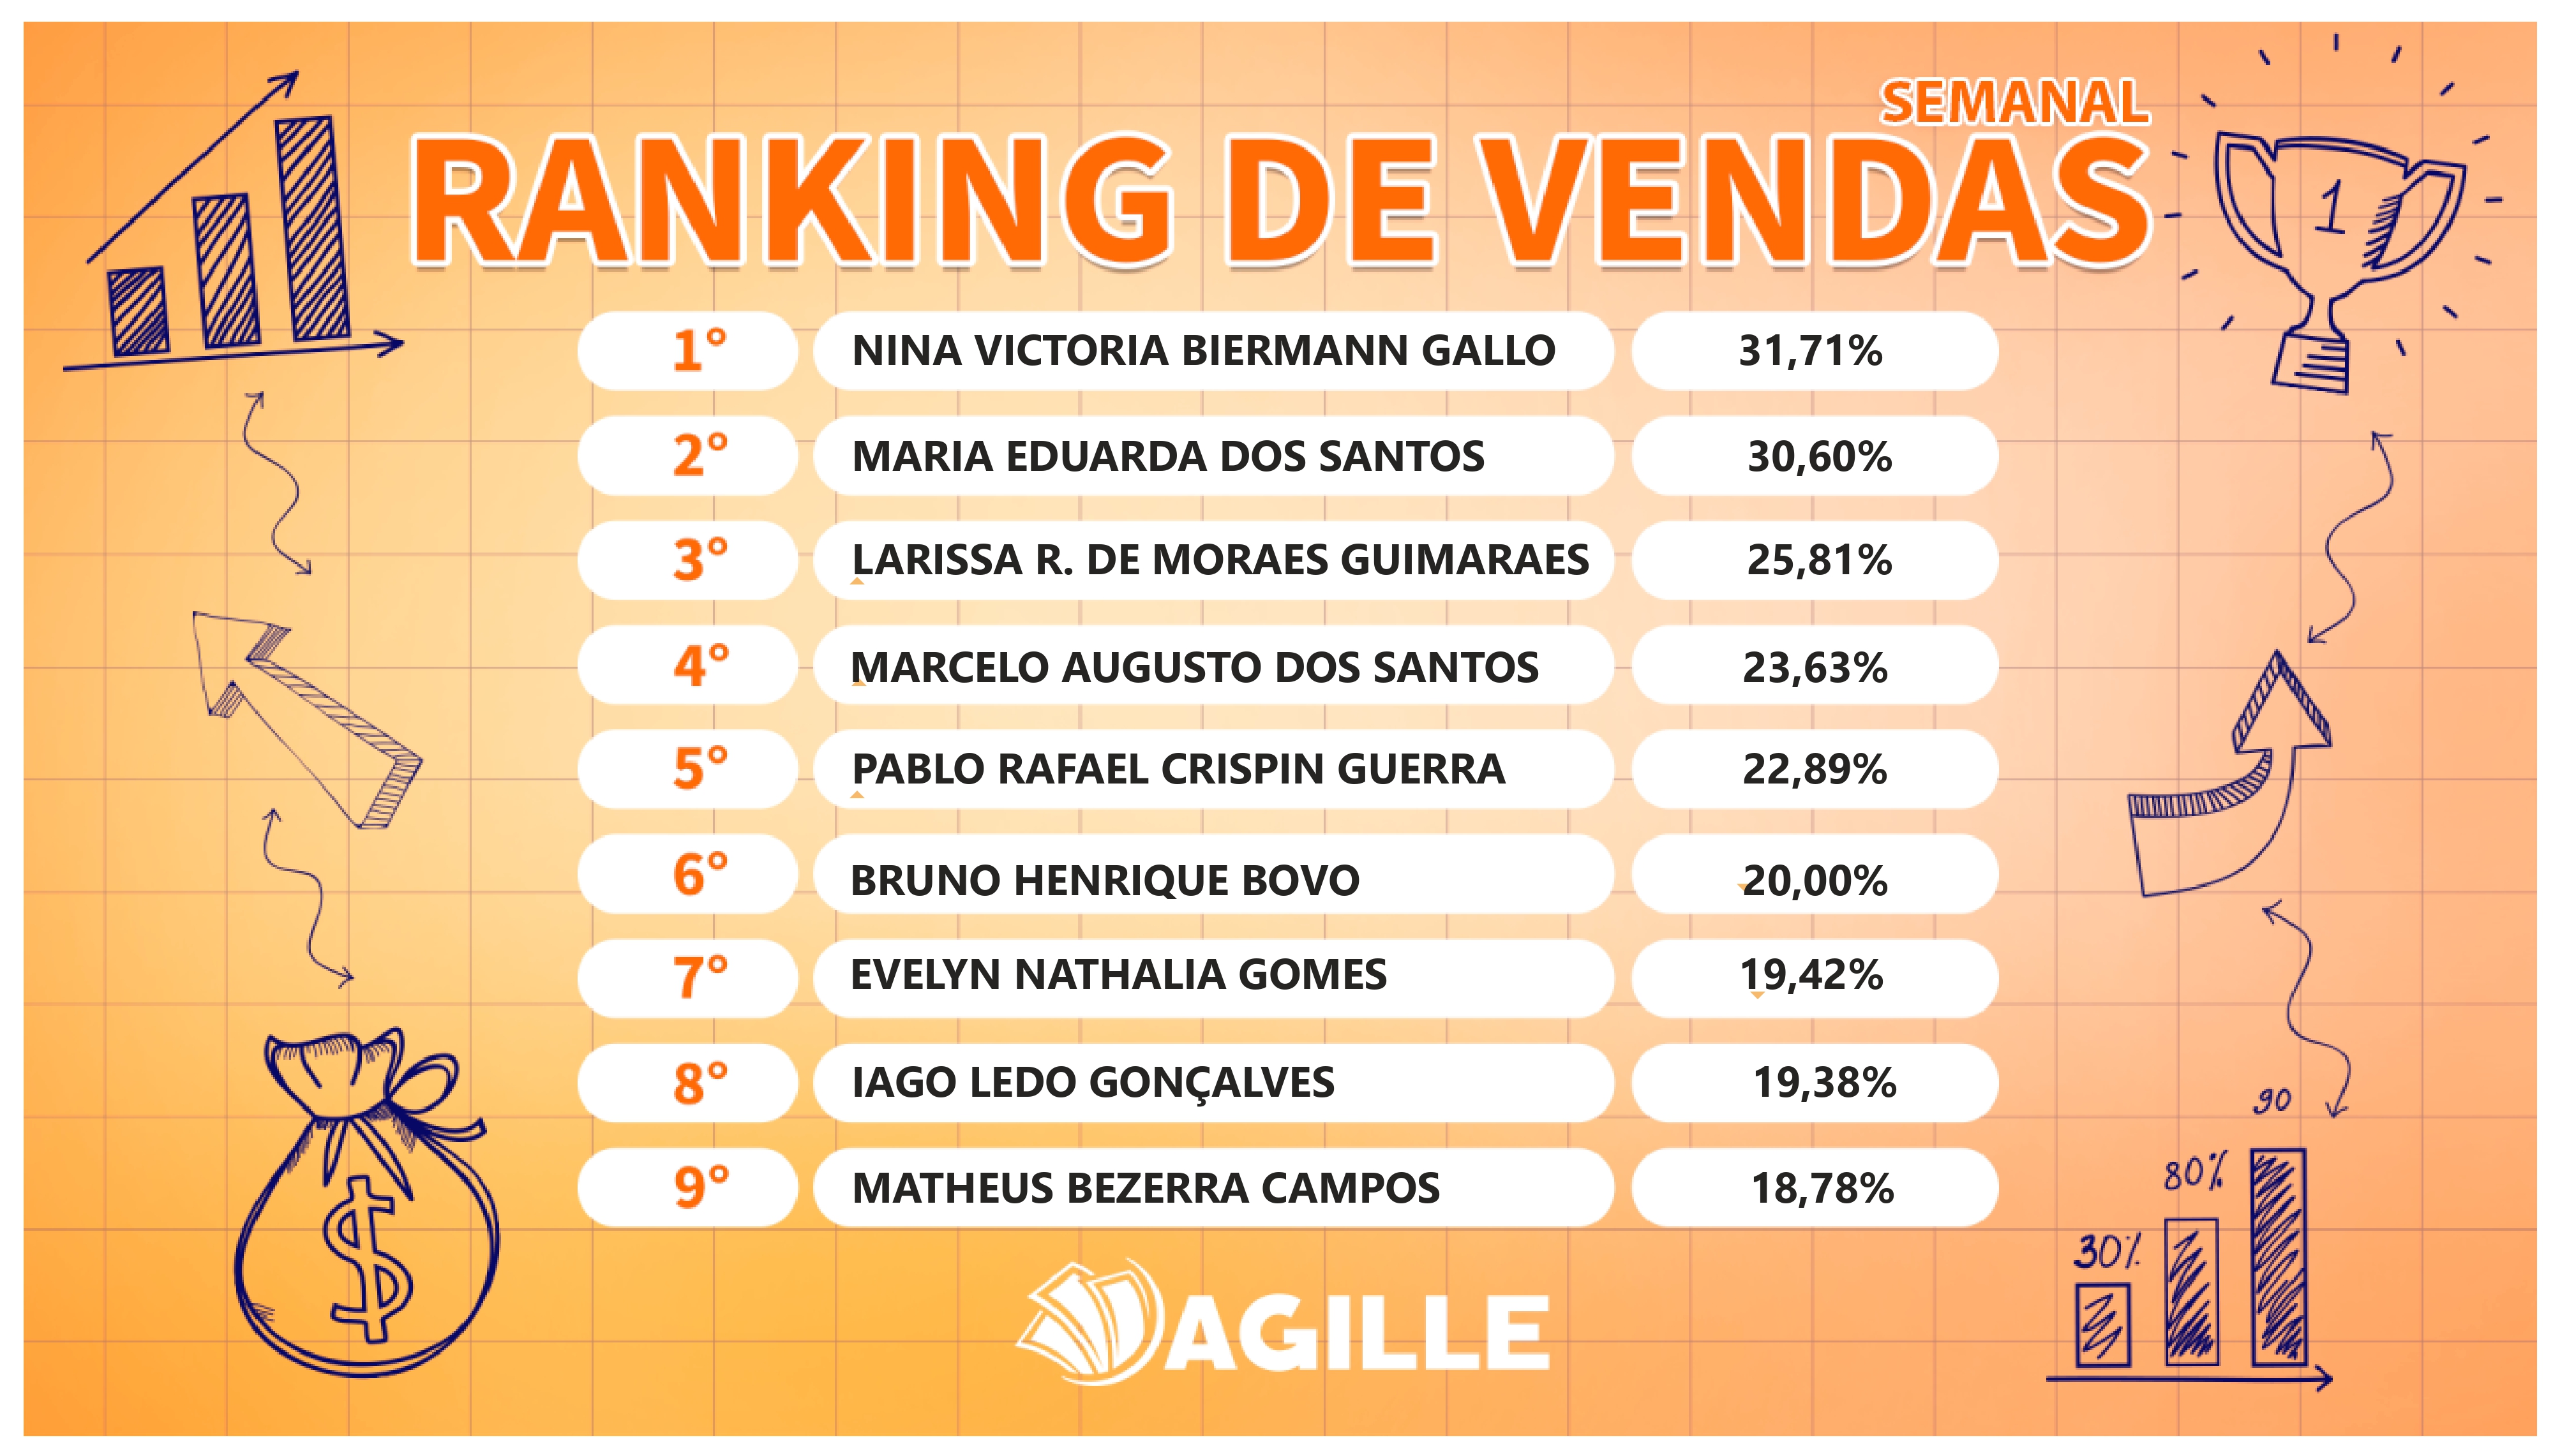 SEMANAL
RANKING DE VENDAS
1
1° NINA VICTORIA BIERMANN GALLO 31,71%
2° MARIA EDUARDA DOS SANTOS 30,60%
3° LARISSA R. DE MORAES GUIMARAES 25,81%
4° MARCELO AUGUSTO DOS SANTOS 23,63%
5° PABLO RAFAEL CRISPIN GUERRA 22,89%
6° BRUNO HENRIQUE BOVO 20,00%
7° EVELYN NATHALIA GOMES 19,42%
8° IAGO LEDO GONÇALVES 19,38%
9° MATHEUS BEZERRA CAMPOS 18,78%
$
90
80%
30%
AGILLE